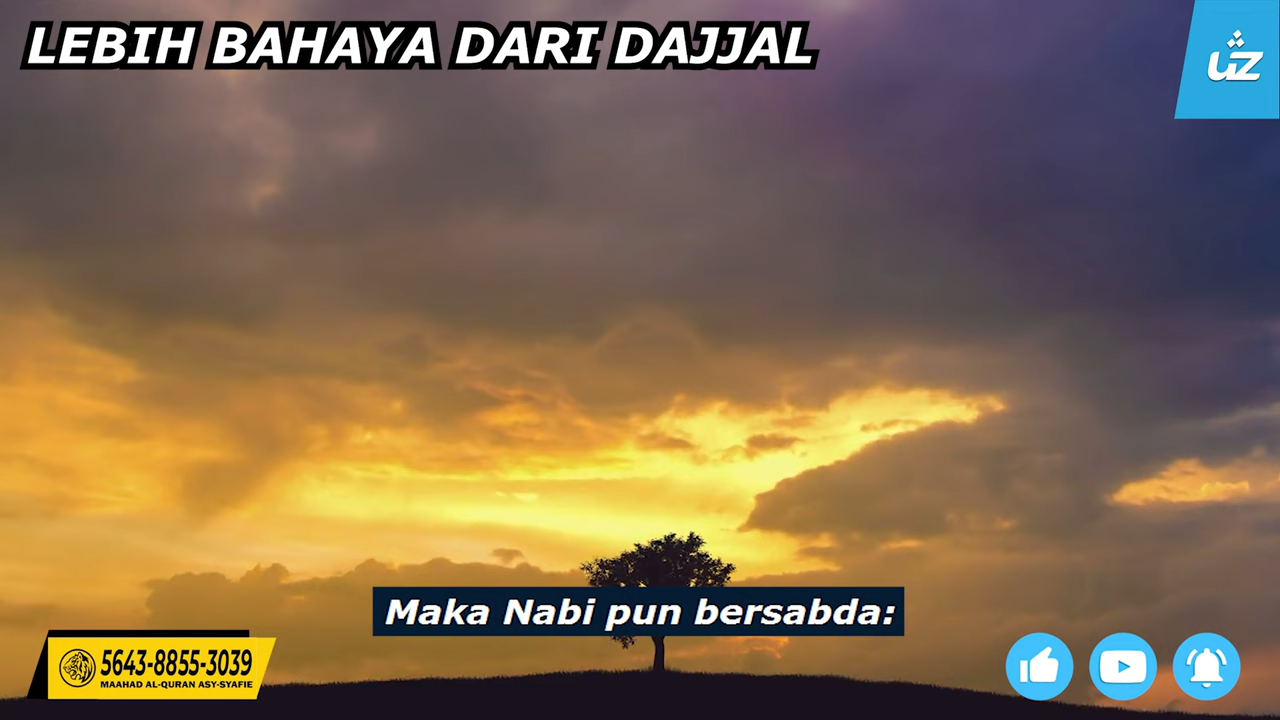 LEBIH BAHAYA DARI DAJJAL
uz
Maka Nabi pun bersabda:
5643-8855-3039
MAAHAD AL-QURAN ASY-SYAFIE